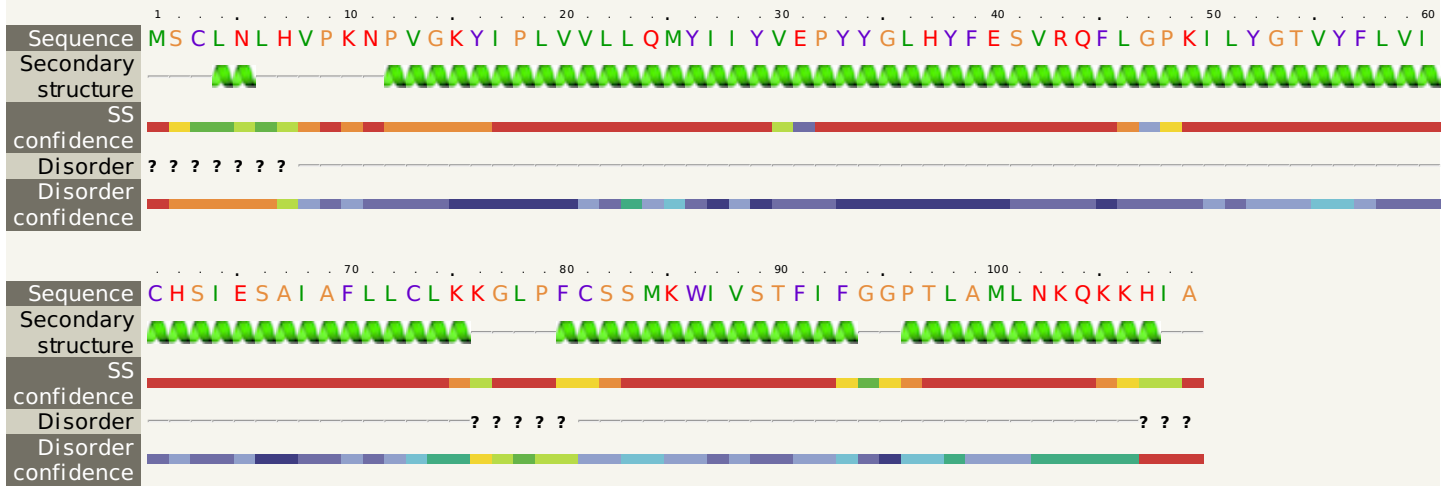 1 10 20 30 40 50 60
Sequence M S C L N L H V P K N P V G K Y I P L V V L L Q M Y I I Y V E P Y Y G L H Y F E S V R Q F L G P K I L Y G T V Y F L V I
Secondary
structure
SS
confidence
Disorder ? ? ? ? ? ? ?
Disorder
confidence
70 80 90 100
Sequence C H S I E S A I A F L L C L K K G L P F C S S M K W I V S T F I F G G P T L A M L N K Q K K H I A
Secondary
structure
SS
confidence
Disorder ? ? ? ? ? ? ? ?
Disorder
confidence